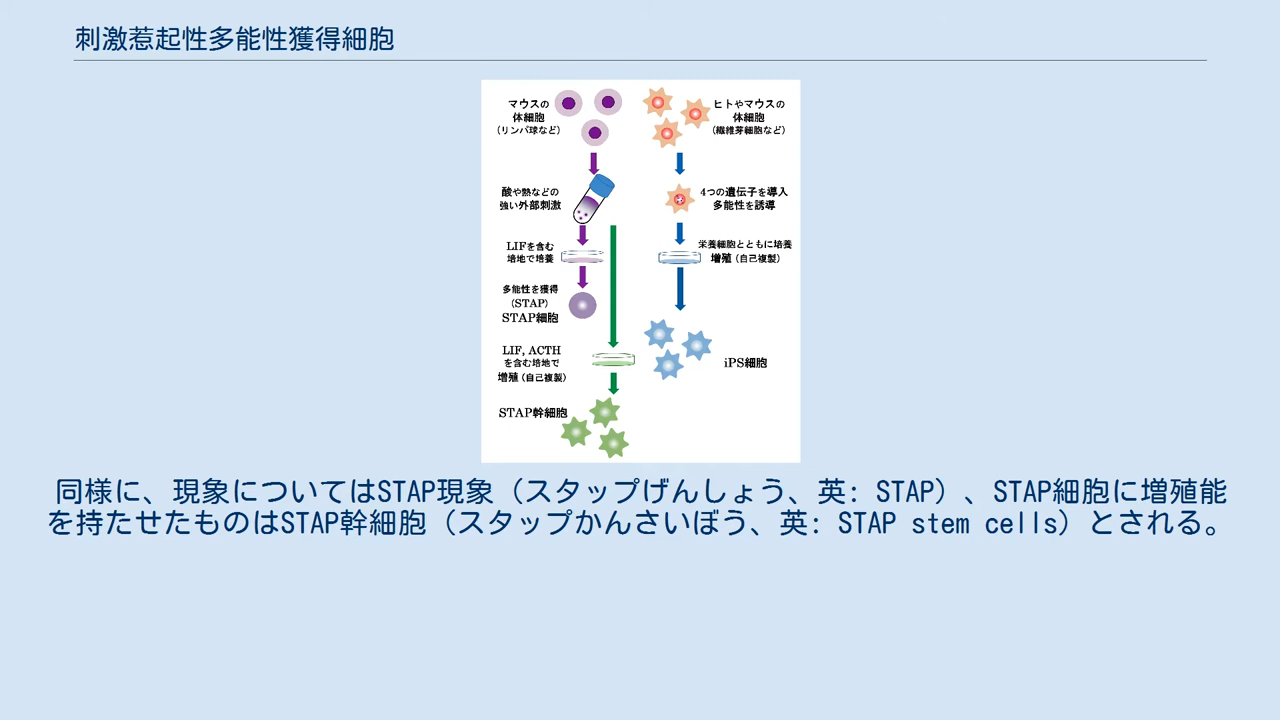 刺激惹起性多能性獲得細胞
マウスの
体細胞
(リンパ球など)
酸や熱などの
強い外部刺激
LIFを含む
培地で培養
多能性を獲得
(STAP)
STAP細胞
LIF, ACTH
を含む培地で
増殖 (自己複製)
STAP幹細胞
ヒトやマウスの
体細胞
(繊維芽細胞など)
4つの遺伝子を導入
多能性を誘導
栄養細胞とともに培養
増殖 (自己複製)
iPS細胞
同様に、現象についてはSTAP現象（スタップげんしょう、英: STAP）、STAP細胞に増殖能
を持たせたものはSTAP幹細胞（スタップかんさいぼう、英: STAP stem cells）とされる。